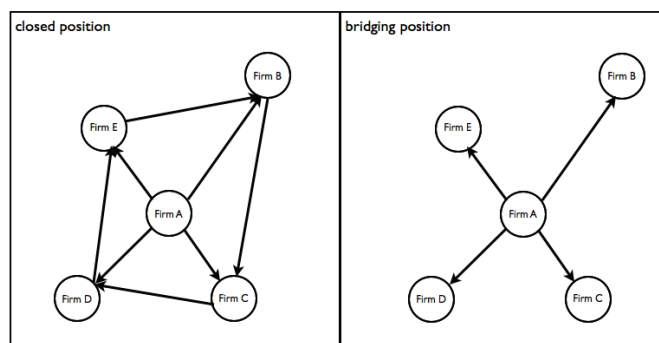 closed position
Firm B
Firm E
Firm A
Firm D
Firm C
bridging position
Firm B
Firm E
Firm A
Firm D
Firm C